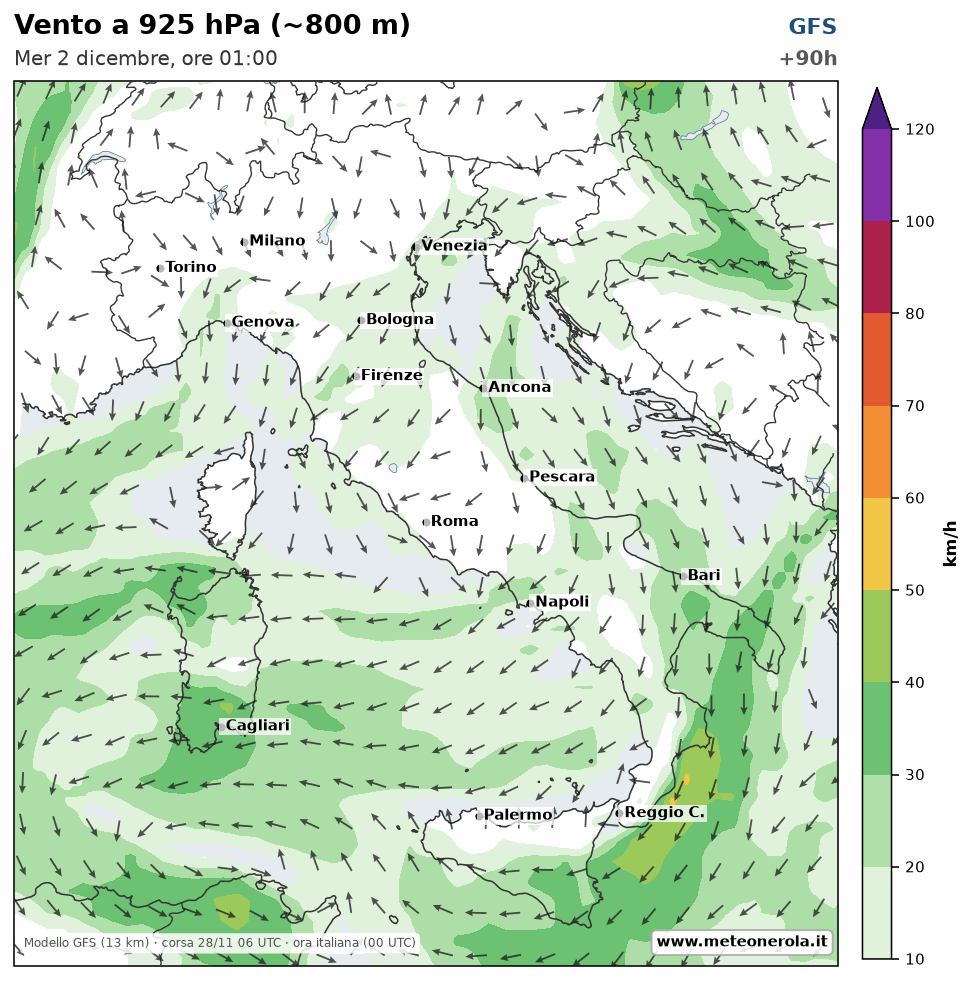 Vento a 925 hPa (~800 m)
GFS
Mer 2 dicembre, ore 01:00
+90h
Milano
Venezia
Torino
Genova
Bologna
Firenze
Ancona
Pescara
Roma
Bari
Napoli
Cagliari
Palermo
Reggio C.
120
100
80
70
60
50
40
30
20
10
km/h
Modello GFS (13 km) · corsa 28/11 06 UTC · ora italiana (00 UTC)
www.meteonerola.it